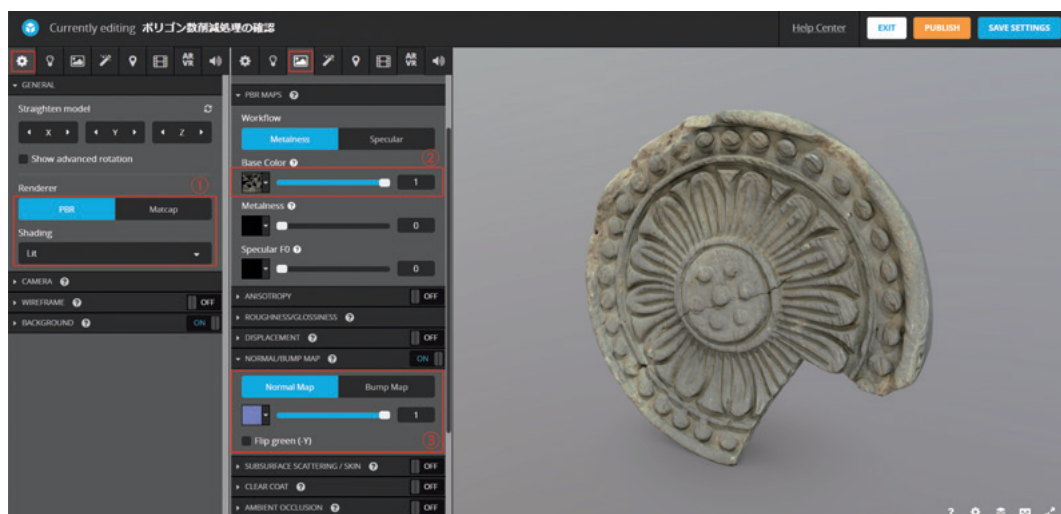 Currently editing ポリゴン数削減処理の確認
Help Center
EXIT
PUBLISH
SAVE SETTINGS
AR
VR
GENERAL
Straighten model
X
Y
Z
Show advanced rotation
Renderer
①
PBR
Matcap
Shading
Lit
CAMERA ?
WIREFRAME ? OFF
BACKGROUND ? ON
AR
VR
PBR MAPS ?
Workflow
Metalness
Specular
②
Base Color ?
1
Metalness ?
0
Specular F0 ?
0
ANISOTROPY OFF
ROUGHNESS/GLOSSINESS ?
DISPLACEMENT ? OFF
NORMAL/BUMP MAP ? ON
Normal Map
Bump Map
1
Flip green (-Y)
③
SUBSURFACE SCATTERING / SKIN ? OFF
CLEAR COAT ? OFF
AMBIENT OCCLUSION ? OFF
?